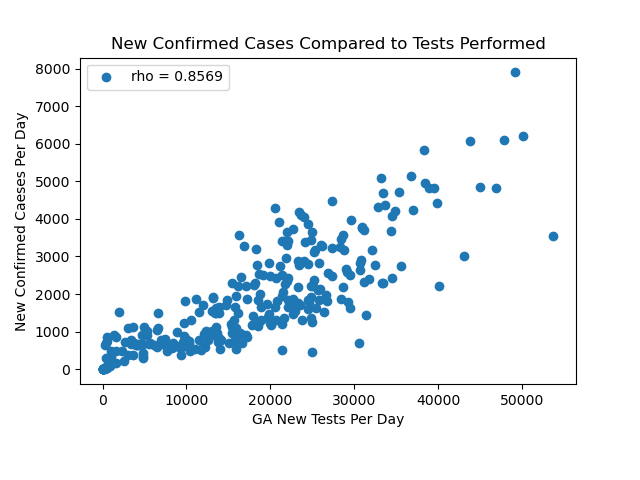 New Confirmed Cases Compared to Tests Performed
rho = 0.8569
8000
7000
6000
5000
4000
3000
2000
1000
0
New Confirmed Caeses Per Day
0 10000 20000 30000 40000 50000
GA New Tests Per Day